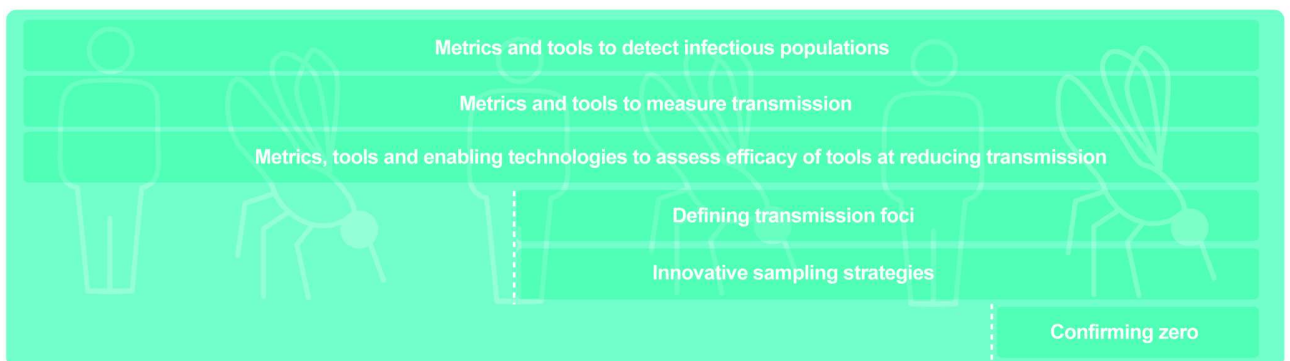 Metrics and tools to detect infectious populations
Metrics and tools to measure transmission
Metrics, tools and enabling technologies to assess efficacy of tools at reducing transmission
Defining transmission foci
Innovative sampling strategies
Confirming zero